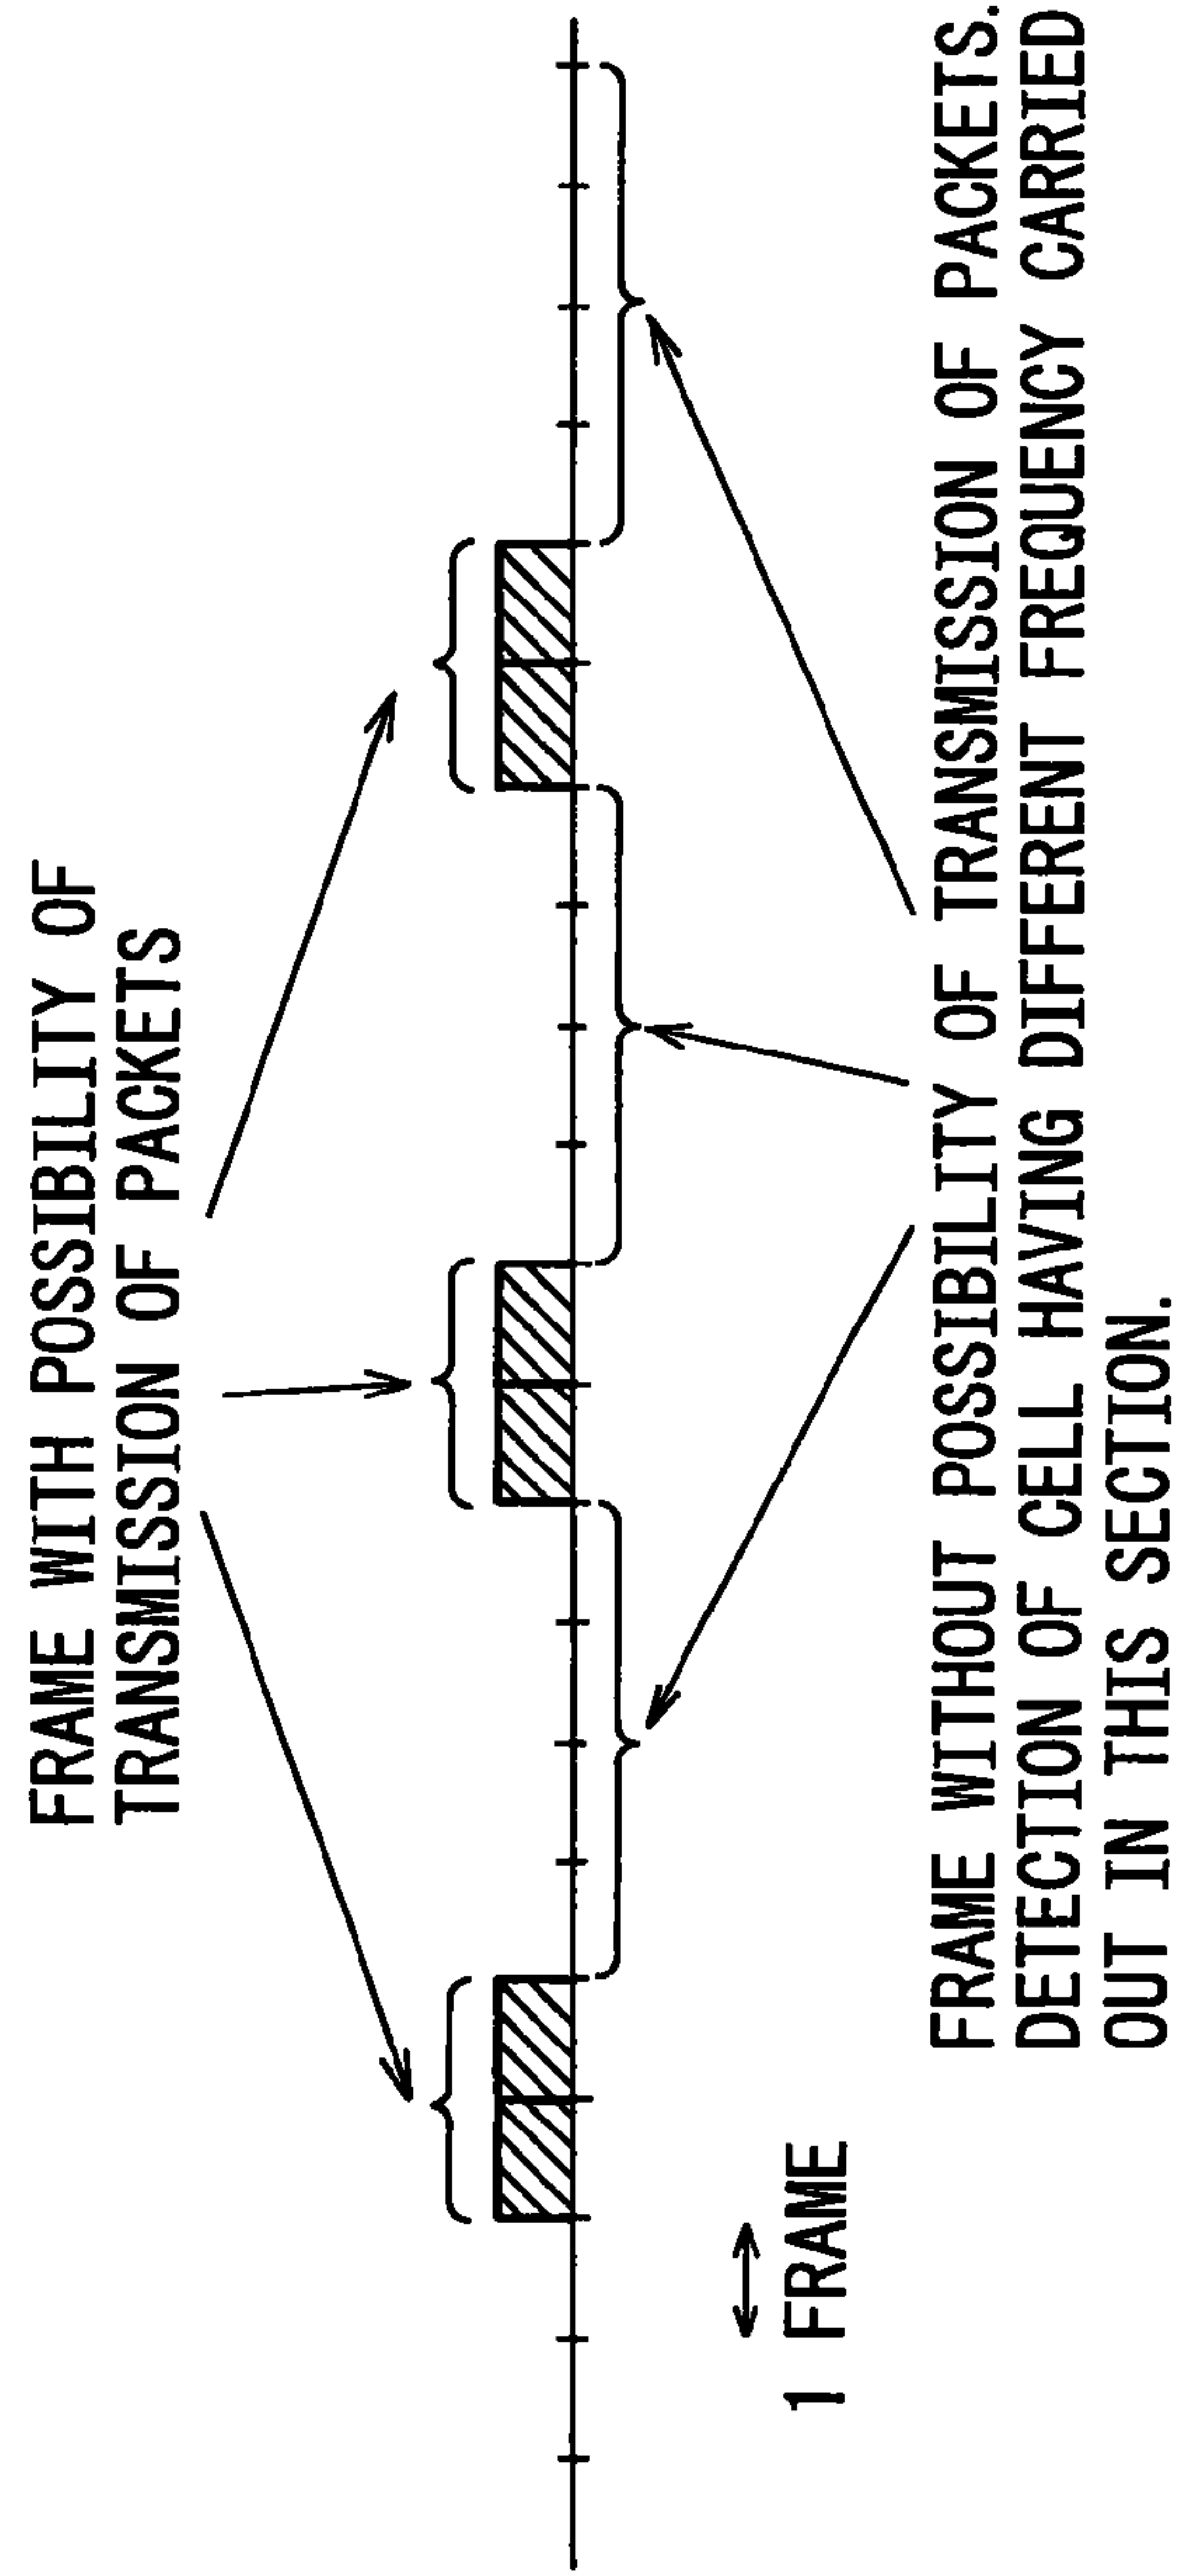 FRAME WITH POSSIBILITY OF
TRANSMISSION OF PACKETS
1 FRAME
FRAME WITHOUT POSSIBILITY OF TRANSMISSION OF PACKETS.
DETECTION OF CELL HAVING DIFFERENT FREQUENCY CARRIED
OUT IN THIS SECTION.